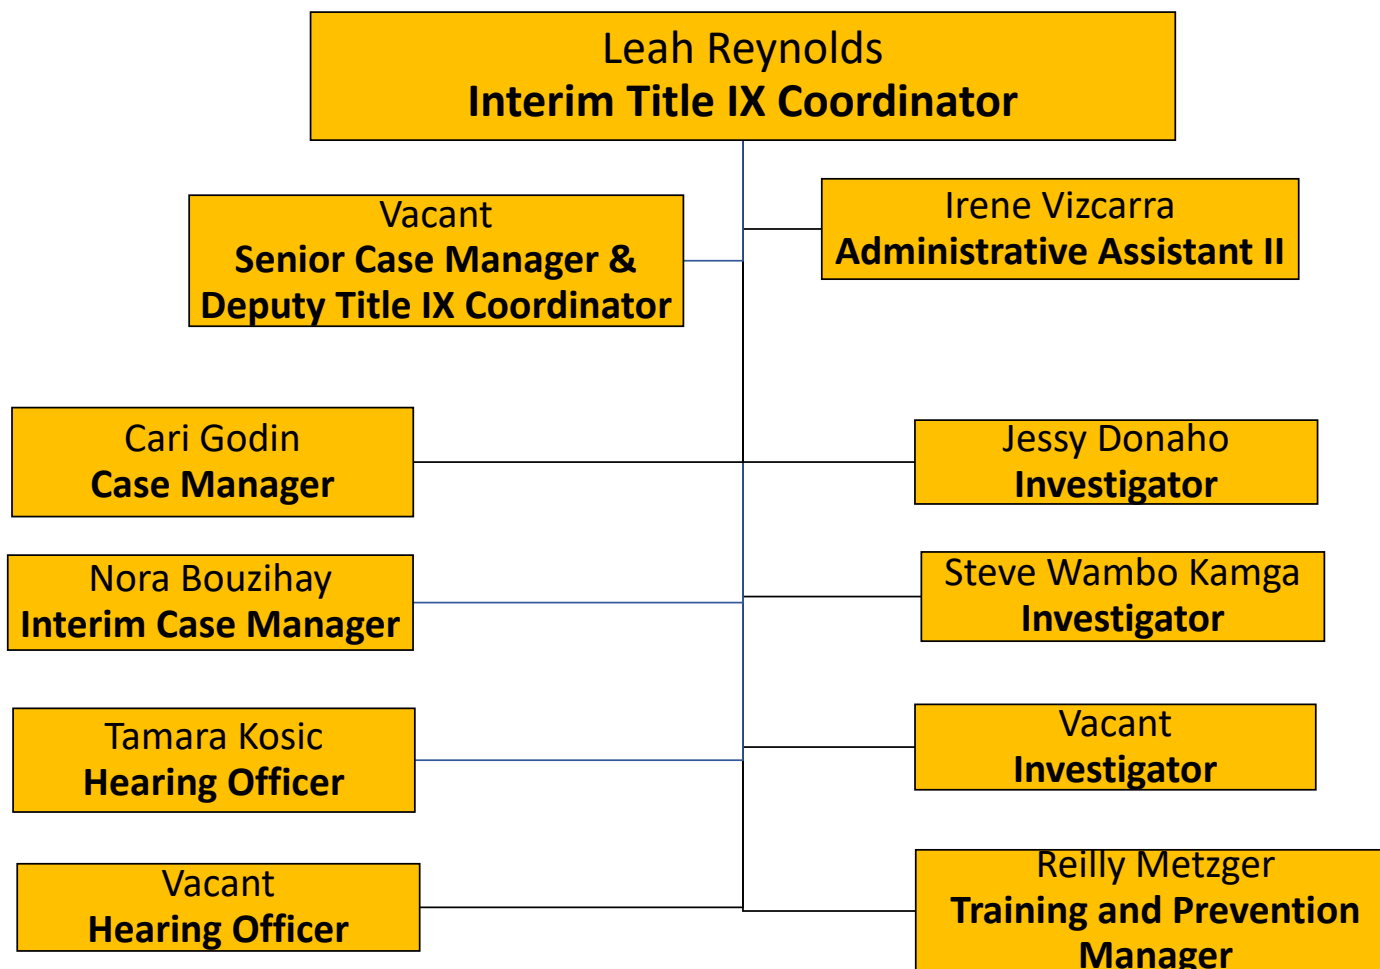 Leah Reynolds
Interim Title IX Coordinator
Vacant
Senior Case Manager &
Deputy Title IX Coordinator
Irene Vizcarra
Administrative Assistant II
Cari Godin
Case Manager
Jessy Donaho
Investigator
Nora Bouzihay
Interim Case Manager
Steve Wambo Kamga
Investigator
Tamara Kosic
Hearing Officer
Vacant
Investigator
Vacant
Hearing Officer
Reilly Metzger
Training and Prevention
Manager